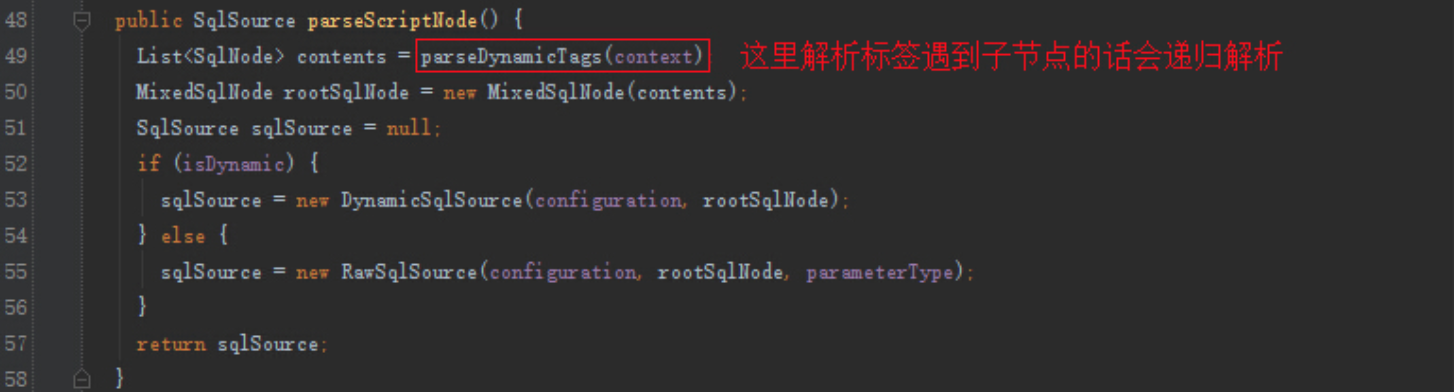 48 public SqlSource parseScriptNode() {
49 List<SqlNode> contents = parseDynamicTags(context) 这里解析标签遇到子节点的话会递归解析
50 MixedSqlNode rootSqlNode = new MixedSqlNode(contents);
51 SqlSource sqlSource = null;
52 if (isDynamic) {
53 sqlSource = new DynamicSqlSource(configuration, rootSqlNode);
54 } else {
55 sqlSource = new RawSqlSource(configuration, rootSqlNode, parameterType);
56 }
57 return sqlSource;
58 }